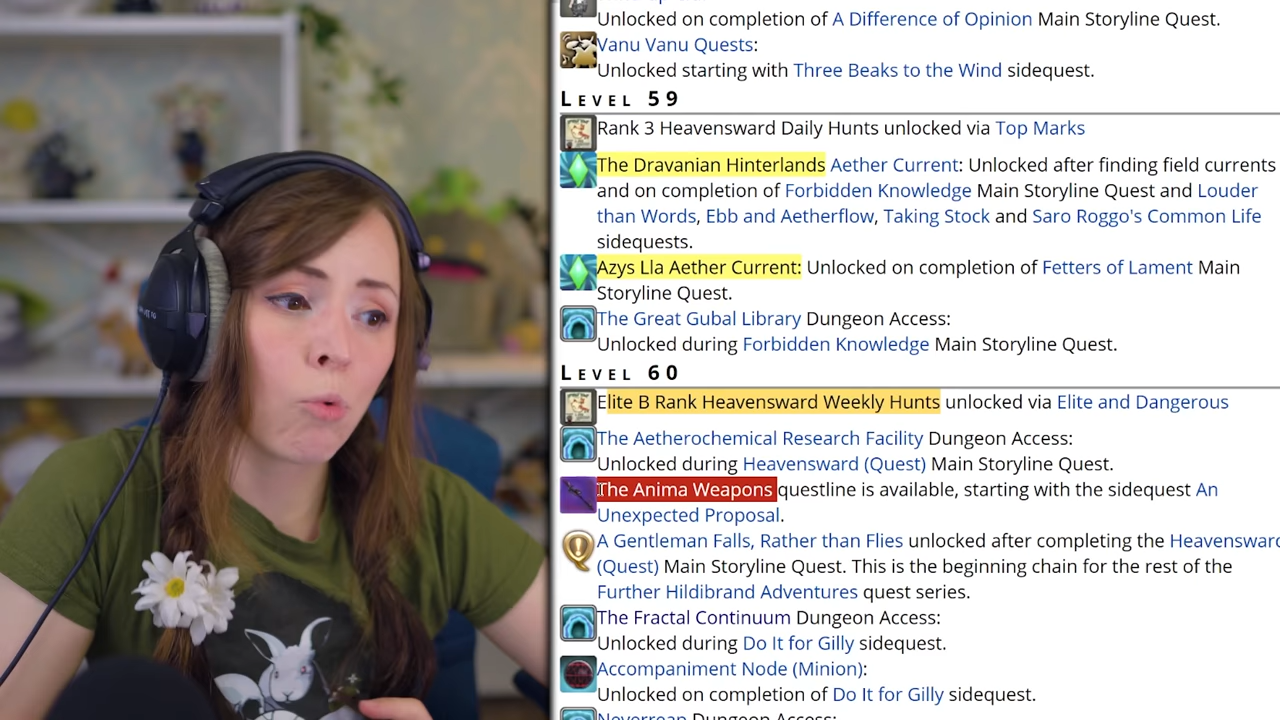 Unlocked on completion of A Difference of Opinion Main Storyline Quest.
Vanu Vanu Quests:
Unlocked starting with Three Beaks to the Wind sidequest.
LEVEL 59
Rank 3 Heavensward Daily Hunts unlocked via Top Marks
The Dravanian Hinterlands Aether Current: Unlocked after finding field currents
and on completion of Forbidden Knowledge Main Storyline Quest and Louder
than Words, Ebb and Aetherflow, Taking Stock and Saro Roggo's Common Life
sidequests.
Azys Lla Aether Current: Unlocked on completion of Fetters of Lament Main
Storyline Quest.
The Great Gubal Library Dungeon Access:
Unlocked during Forbidden Knowledge Main Storyline Quest.
LEVEL 60
Elite B Rank Heavensward Weekly Hunts unlocked via Elite and Dangerous
The Aetherochemical Research Facility Dungeon Access:
Unlocked during Heavensward (Quest) Main Storyline Quest.
The Anima Weapons questline is available, starting with the sidequest An
Unexpected Proposal.
A Gentleman Falls, Rather than Flies unlocked after completing the Heavensward
(Quest) Main Storyline Quest. This is the beginning chain for the rest of the
Further Hildibrand Adventures quest series.
The Fractal Continuum Dungeon Access:
Unlocked during Do It for Gilly sidequest.
Accompaniment Node (Minion):
Unlocked on completion of Do It for Gilly sidequest.
Neverreap Dungeon Access: